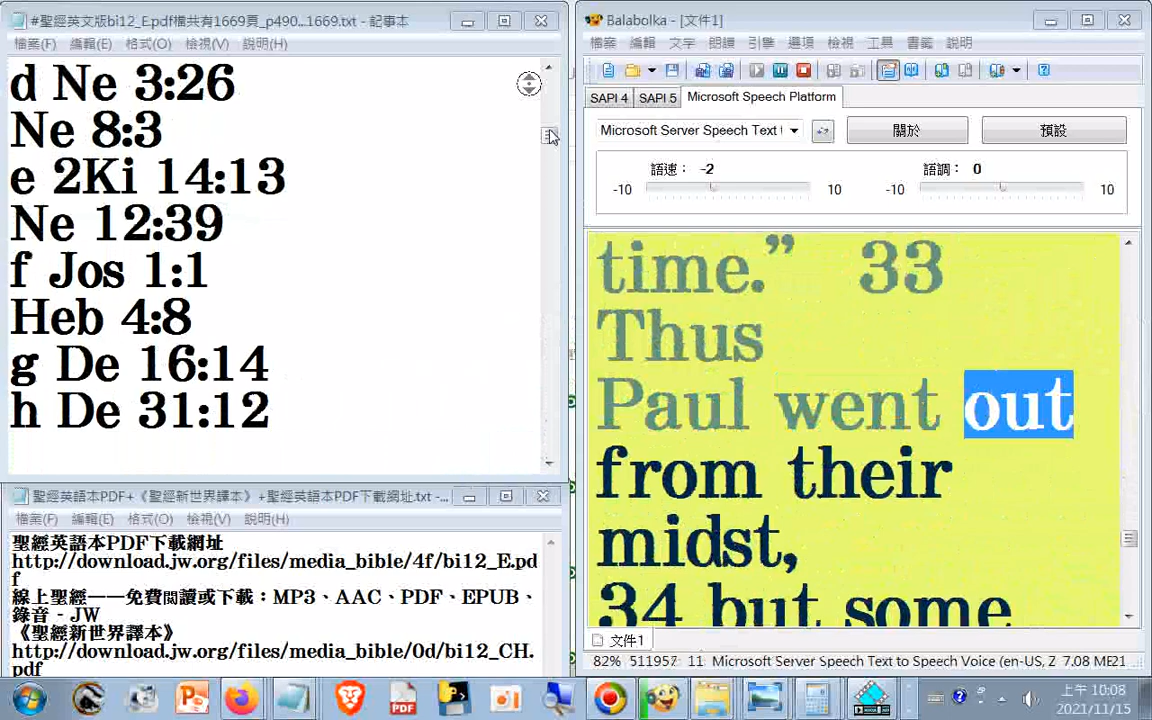 #聖經英文版bi12_E.pdf檔共有1669頁_p490...1669.txt - 記事本
檔案(F) 編輯(E) 格式(O) 檢視(V) 說明(H)
d Ne 3:26
Ne 8:3
e 2Ki 14:13
Ne 12:39
f Jos 1:1
Heb 4:8
g De 16:14
h De 31:12
聖經英語本PDF+《聖經新世界譯本》+聖經英語本PDF下載網址.txt -...
檔案(F) 編輯(E) 格式(O) 檢視(V) 說明(H)
聖經英語本PDF下載網址
http://download.jw.org/files/media_bible/4f/bi12_E.pd
f
線上聖經——免費閱讀或下載：MP3、AAC、PDF、EPUB、
錄音 - JW
《聖經新世界譯本》
http://download.jw.org/files/media_bible/0d/bi12_CH.
pdf
Balabolka - [文件1]
檔案 編輯 文字 朗讀 引擎 選項 檢視 工具 書籤 說明
SAPI 4 SAPI 5 Microsoft Speech Platform
Microsoft Server Speech Text 關於 預設
語速： -2 語調： 0
-10 10 -10 10
time.” 33
Thus
Paul went out
from their
midst,
34 but some
文件1
82% 511957 11 Microsoft Server Speech Text to Speech Voice (en-US, Z 7.08 ME21
上午 10:08
2021/11/15